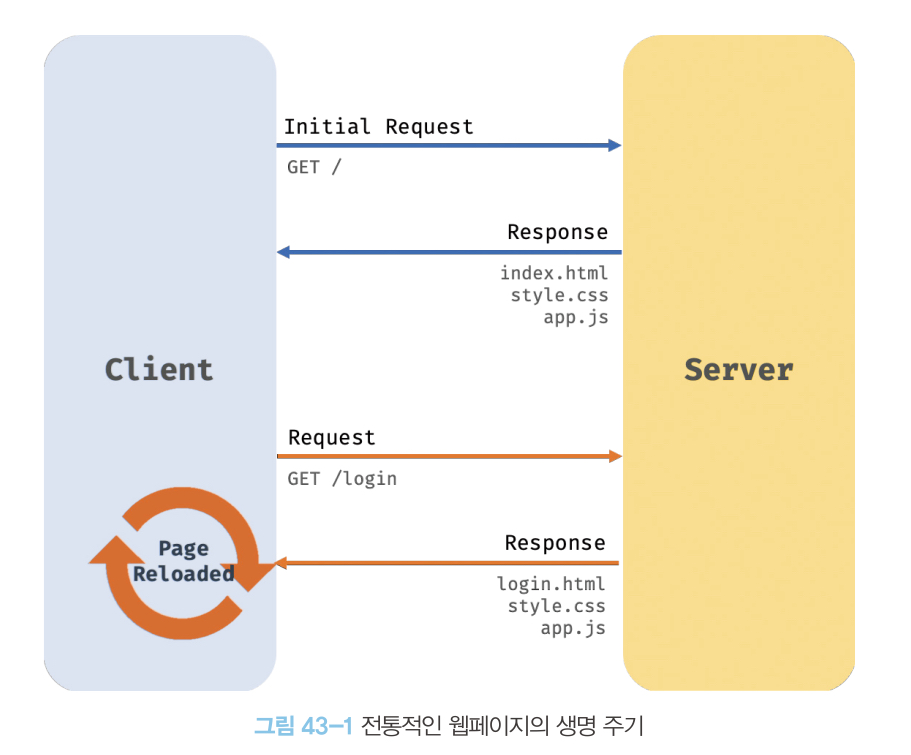 Initial Request
GET /
Response
index.html
style.css
app.js
Client
Server
Request
GET /login
Response
login.html
style.css
app.js
Page
Reloaded
그림 43-1 전통적인 웹페이지의 생명 주기